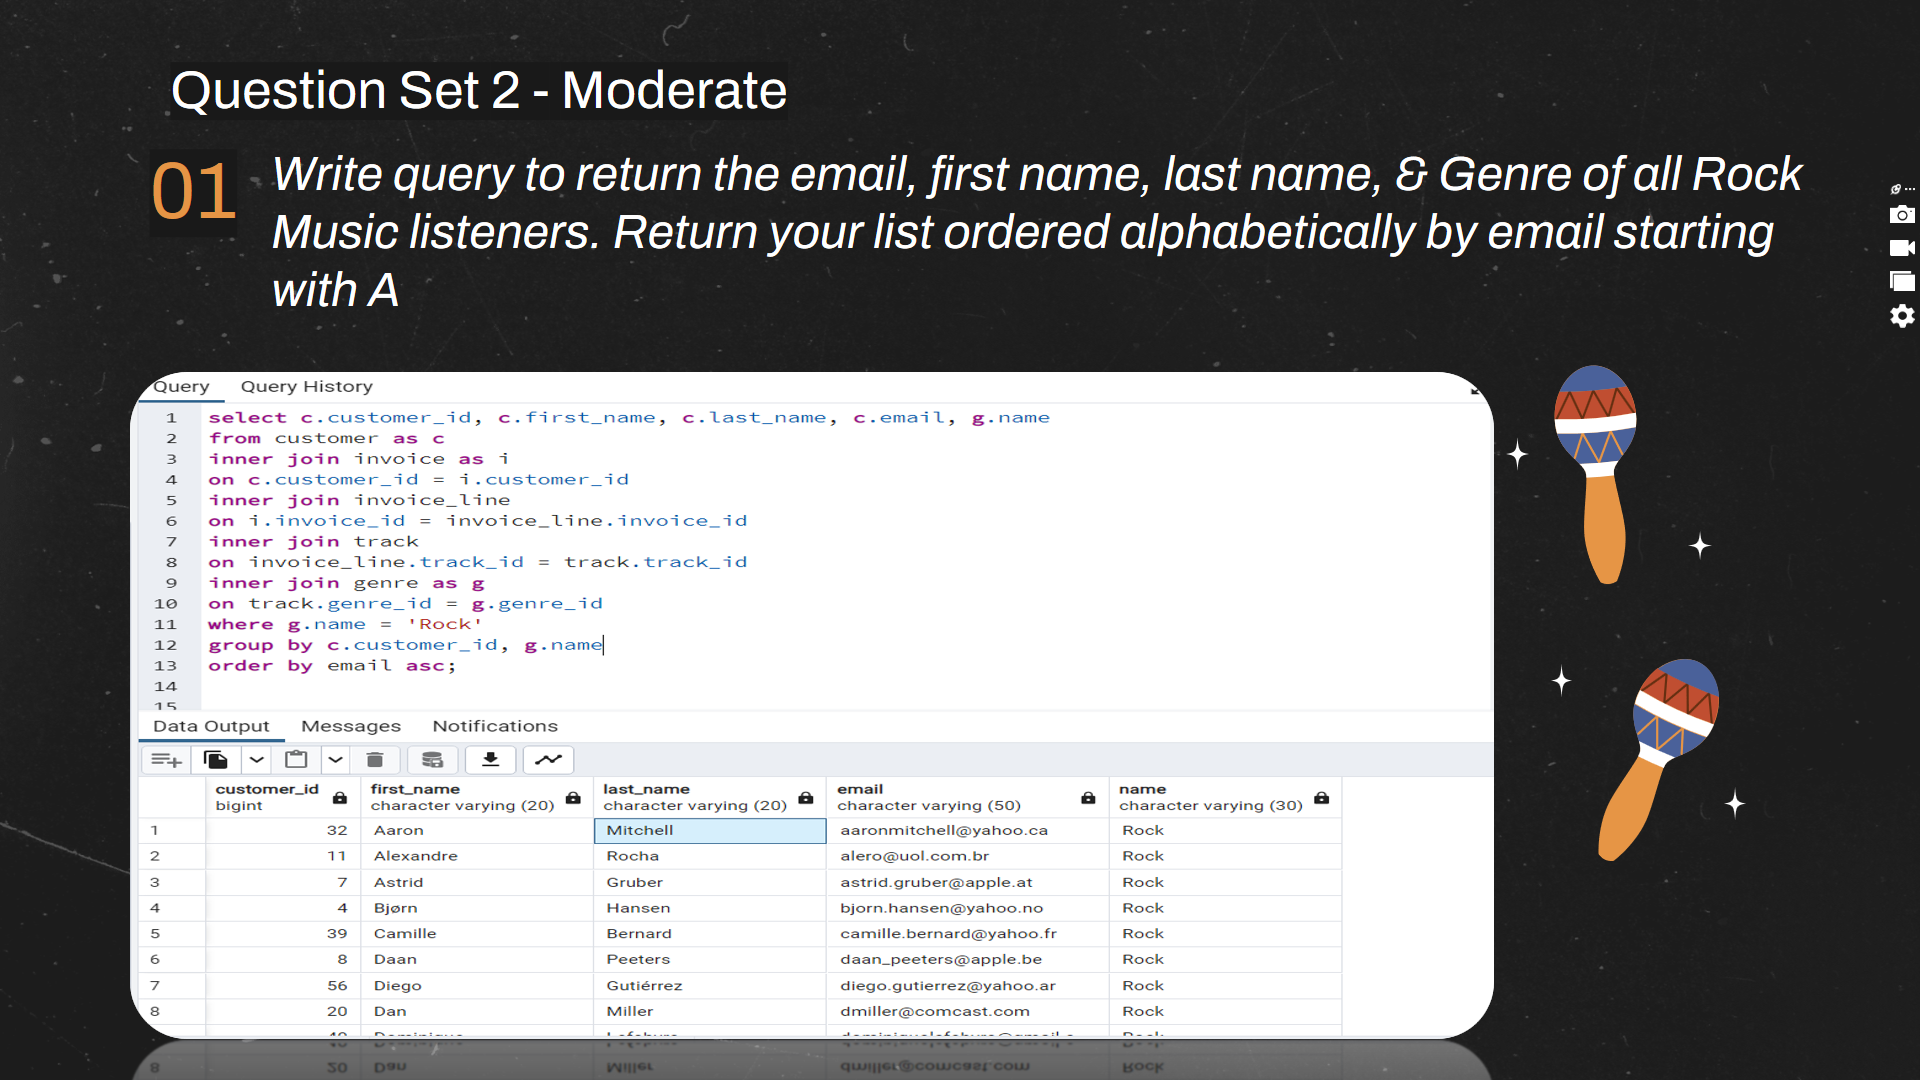 Question Set 2 - Moderate
01
Write query to return the email, first name, last name, & Genre of all Rock
Music listeners. Return your list ordered alphabetically by email starting
with A
Query Query History
1 select c.customer_id, c.first_name, c.last_name, c.email, g.name
2 from customer as c
3 inner join invoice as i
4 on c.customer_id = i.customer_id
5 inner join invoice_line
6 on i.invoice_id = invoice_line.invoice_id
7 inner join track
8 on invoice_line.track_id = track.track_id
9 inner join genre as g
10 on track.genre_id = g.genre_id
11 where g.name = 'Rock'
12 group by c.customer_id, g.name
13 order by email asc;
14
15
Data Output Messages Notifications
customer_id first_name last_name email name
bigint character varying (20) character varying (20) character varying (50) character varying (30)
1 32 Aaron Mitchell aaronmitchell@yahoo.ca Rock
2 11 Alexandre Rocha alero@uol.com.br Rock
3 7 Astrid Gruber astrid.gruber@apple.at Rock
4 4 Bjørn Hansen bjorn.hansen@yahoo.no Rock
5 39 Camille Bernard camille.bernard@yahoo.fr Rock
6 8 Daan Peeters daan_peeters@apple.be Rock
7 56 Diego Gutiérrez diego.gutierrez@yahoo.ar Rock
8 20 Dan Miller dmiller@comcast.com Rock